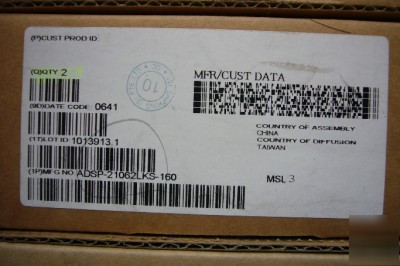 (P)CUST PROD ID:
(Q)QTY 2
(9D)DATE CODE 0641
(1T)LOT ID 1013913.1
(1P)MFG NO ADSP-21062LKS-160
10
MFR/CUST DATA
COUNTRY OF ASSEMBLY
CHINA
COUNTRY OF DIFFUSION
TAIWAN
MSL 3